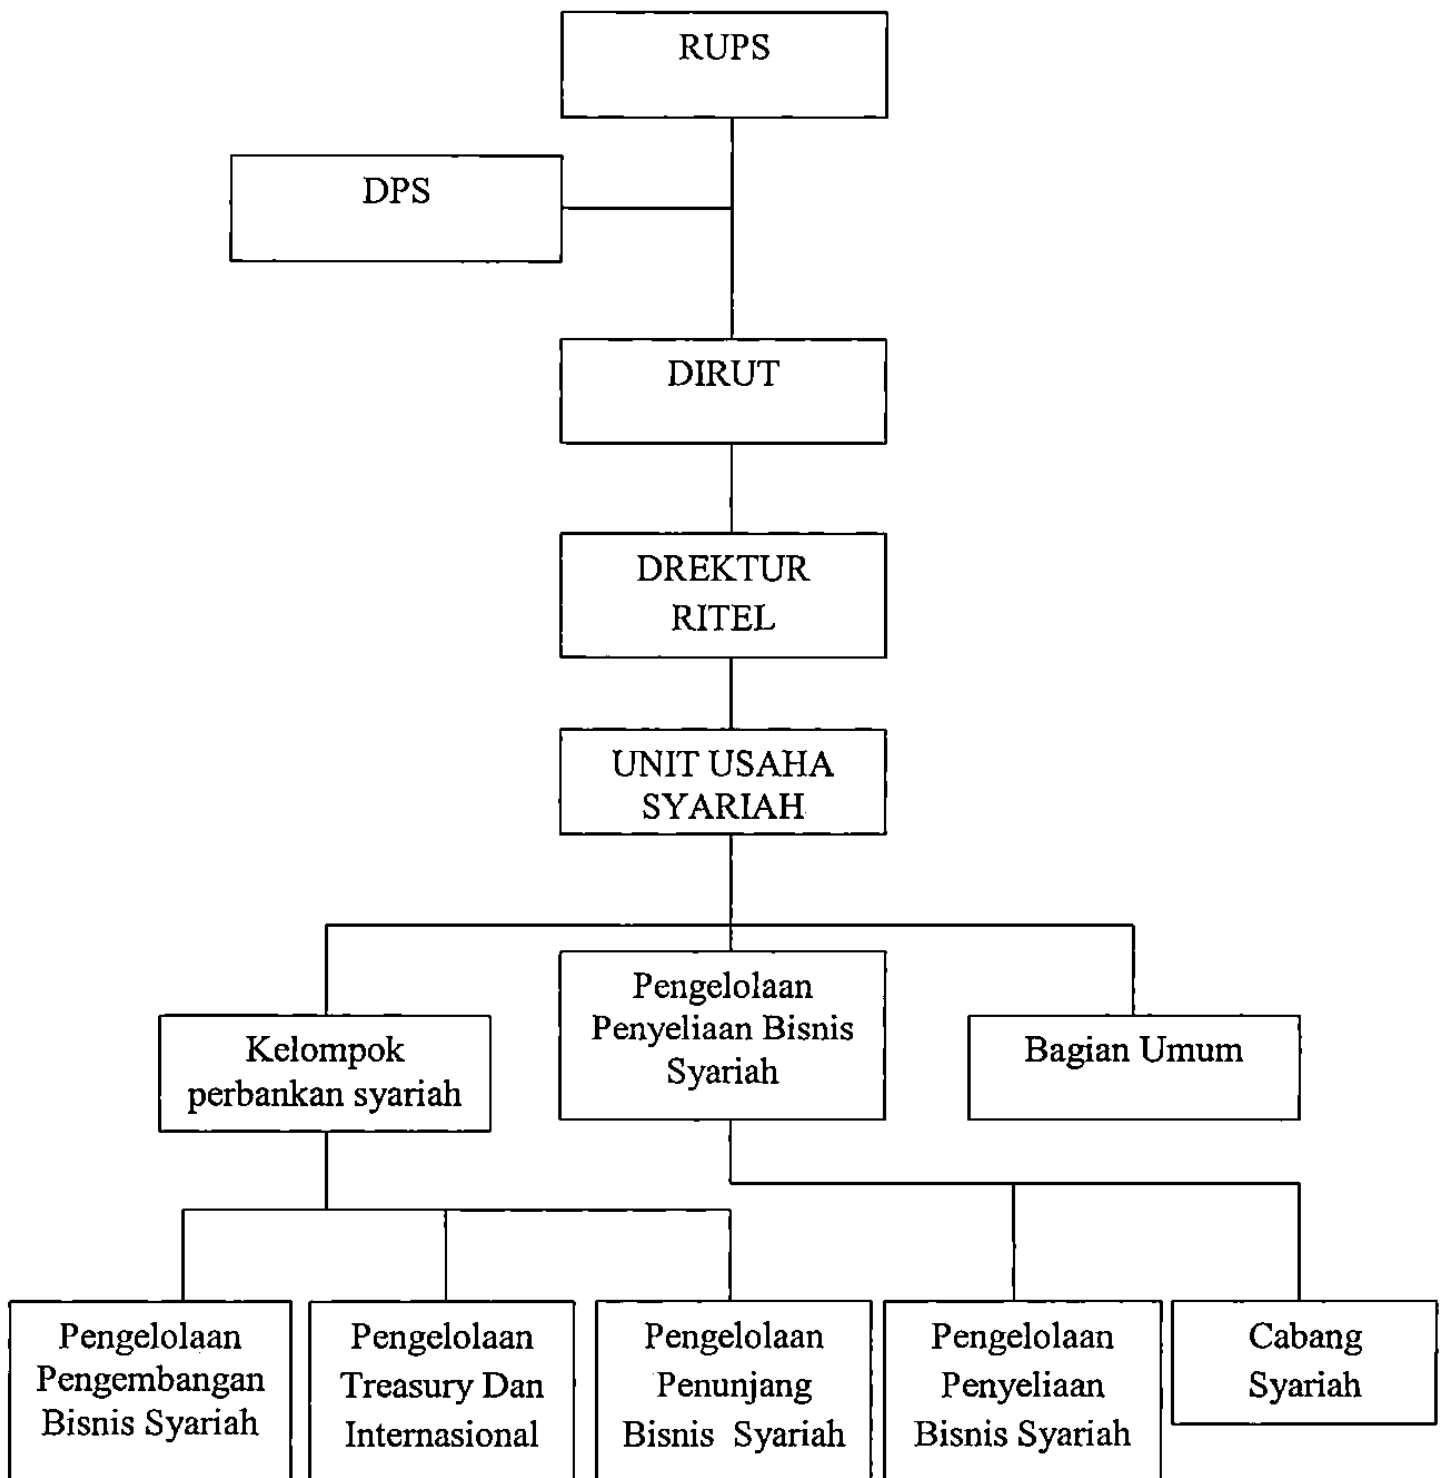 RUPS
DPS
DIRUT
DREKTUR
RITEL
UNIT USAHA
SYARIAH
Kelompok
perbankan syariah
Pengelolaan
Penyeliaan Bisnis
Syariah
Bagian Umum
Pengelolaan
Pengembangan
Bisnis Syariah
Pengelolaan
Treasury Dan
Internasional
Pengelolaan
Penunjang
Bisnis Syariah
Pengelolaan
Penyeliaan
Bisnis Syariah
Cabang
Syariah